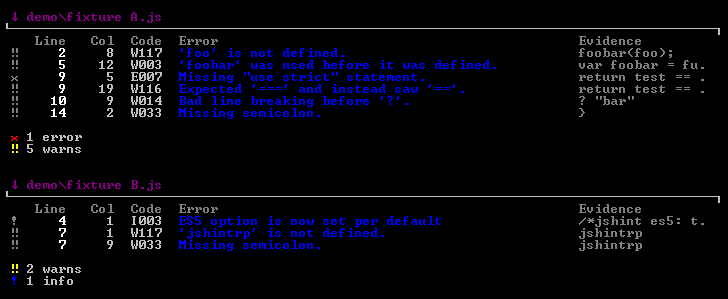 ↓ demo\fixture A.js
Line Col Code Error Evidence
‼ 2 8 W117 'foo' is not defined. foobar(foo);
‼ 5 12 W003 'foobar' was used before it was defined. var foobar = fu.
x 9 5 E007 Missing "use strict" statement. return test == .
‼ 9 19 W116 Expected '===' and instead saw '=='. return test == .
‼ 10 9 W014 Bad line breaking before '?'. ? "bar"
‼ 14 2 W033 Missing semicolon. }
x 1 error
‼ 5 warns
↓ demo\fixture B.js
Line Col Code Error Evidence
! 4 1 I003 ES5 option is now set per default /*jshint es5: t.
‼ 7 1 W117 'jshintrp' is not defined. jshintrp
‼ 7 9 W033 Missing semicolon. jshintrp
‼ 2 warns
! 1 info